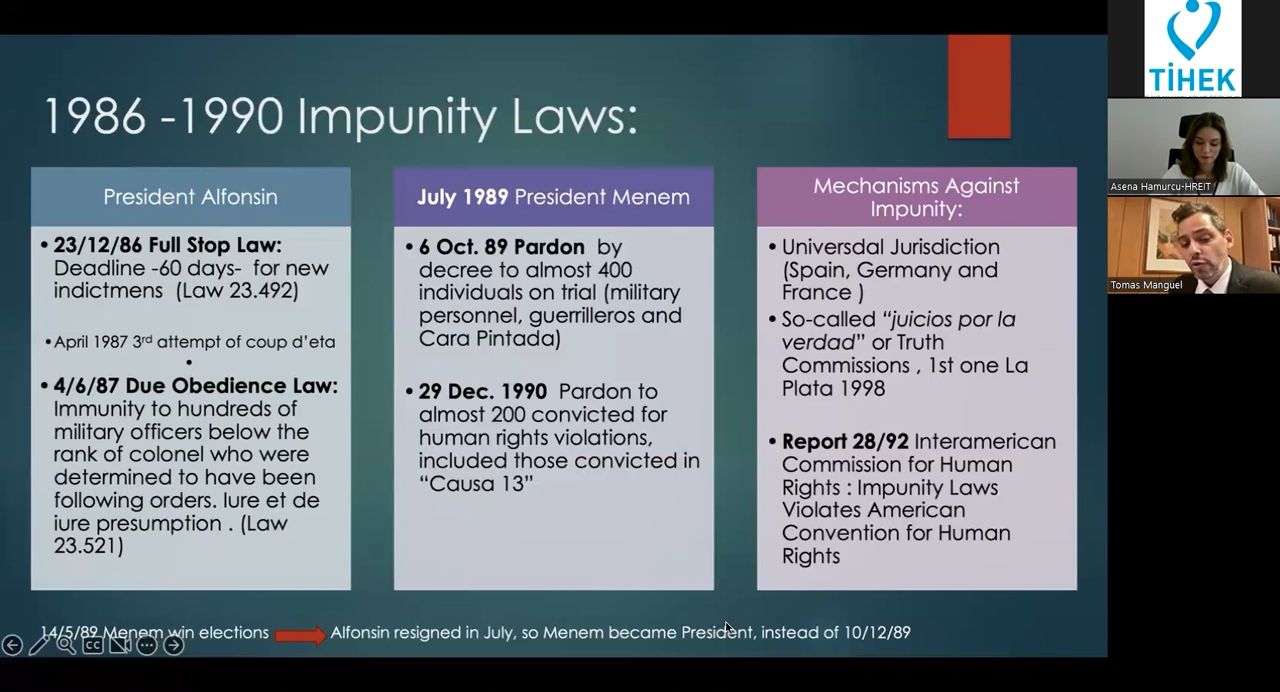 1986 -1990 Impunity Laws:
President Alfonsin
• 23/12/86 Full Stop Law:
Deadline -60 days-  for new
indictmens  (Law 23.492)
• April 1987 3rd attempt of coup d’eta
•
• 4/6/87 Due Obedience Law:
Immunity to hundreds of
military officers below the
rank of colonel who were
determined to have been
following orders. Iure et de
iure presumption . (Law
23.521)
July 1989 President Menem
• 6 Oct. 89 Pardon  by
decree to almost 400
individuals on trial (military
personnel, guerrilleros and
Cara Pintada)
• 29 Dec. 1990  Pardon to
almost 200 convicted for
human rights violations,
included those convicted in
“Causa 13”
Mechanisms Against
Impunity:
• Universdal Jurisdiction
(Spain, Germany and
France )
• So-called “juicios por la
verdad” or Truth
Commissions , 1st one La
Plata 1998
• Report 28/92 Interamerican
Commission for Human
Rights : Impunity Laws
Violates American
Convention for Human
Rights
14/5/89 Menem win elections
Alfonsin resigned in July, so Menem became President, instead of 10/12/89
CC
TİHEK
Asena Hamurcu-HREIT
Tomas Manguel